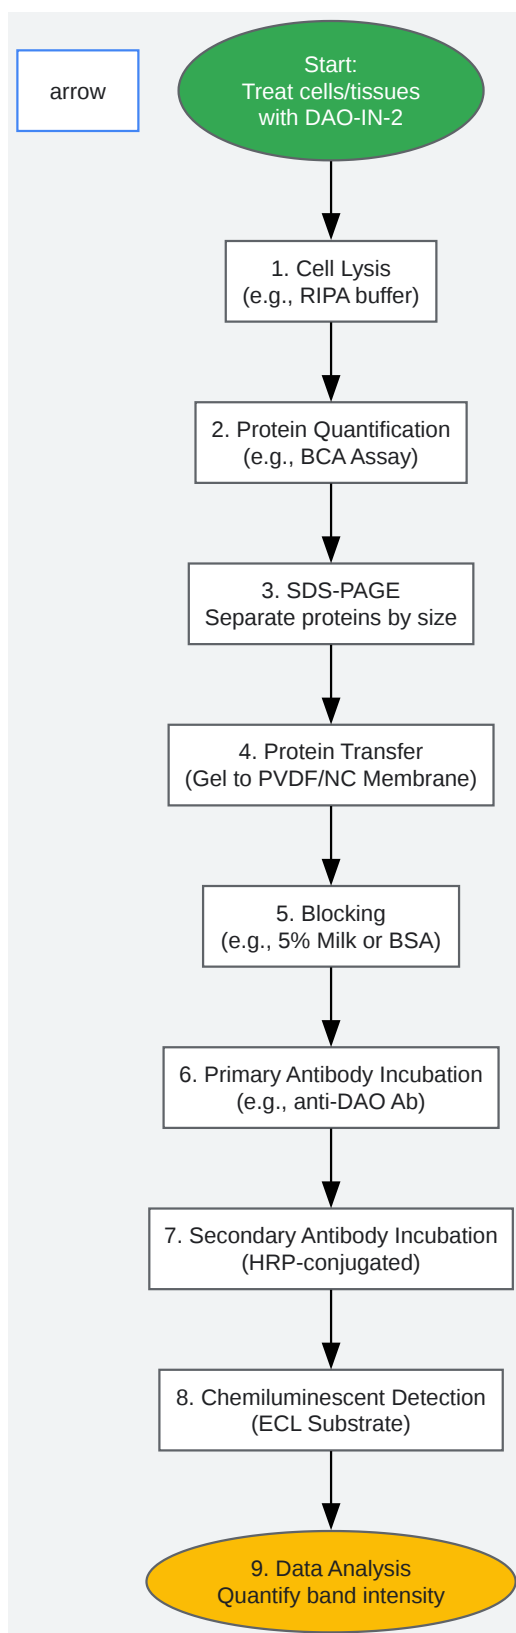 arrow
Start:
Treat cells/tissues
with DAO-IN-2
1. Cell Lysis
(e.g., RIPA buffer)
2. Protein Quantification
(e.g., BCA Assay)
3. SDS-PAGE
Separate proteins by size
4. Protein Transfer
(Gel to PVDF/NC Membrane)
5. Blocking
(e.g., 5% Milk or BSA)
6. Primary Antibody Incubation
(e.g., anti-DAO Ab)
7. Secondary Antibody Incubation
(HRP-conjugated)
8. Chemiluminescent Detection
(ECL Substrate)
9. Data Analysis
Quantify band intensity